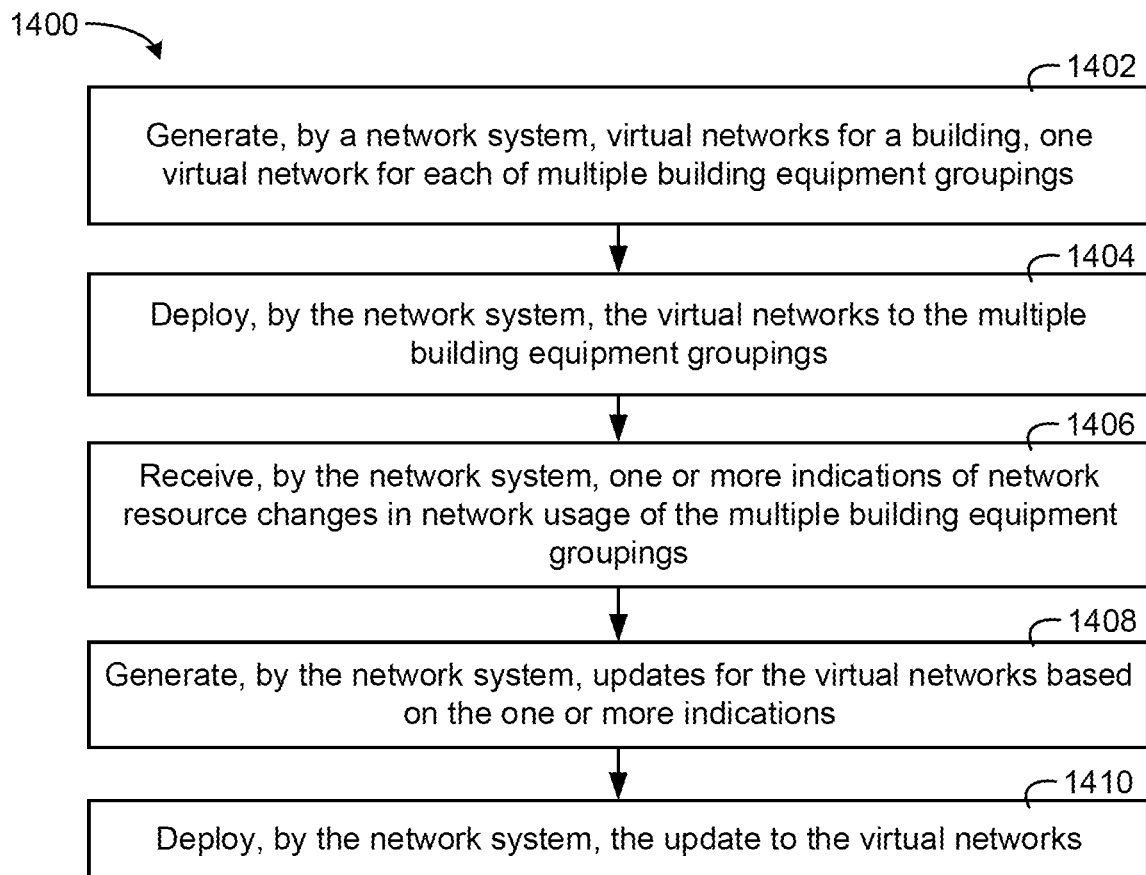 1400
1402
Generate, by a network system, virtual networks for a building, one
virtual network for each of multiple building equipment groupings
1404
Deploy, by the network system, the virtual networks to the multiple
building equipment groupings
1406
Receive, by the network system, one or more indications of network
resource changes in network usage of the multiple building equipment
groupings
1408
Generate, by the network system, updates for the virtual networks based
on the one or more indications
1410
Deploy, by the network system, the update to the virtual networks